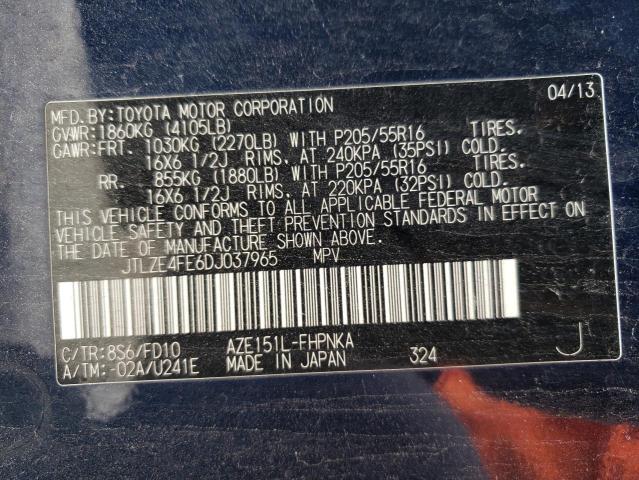 MFD.BY:TOYOTA MOTOR CORPORATION 04/13
GVWR:1860KG (4105LB)
GAWR:FRT. 1030KG (2270LB) WITH P205/55R16 TIRES.
16X6 1/2J RIMS, AT 240KPA (35PSI) COLD.
RR. 855KG (1880LB) WITH P205/55R16 TIRES.
16X6 1/2J RIMS, AT 220KPA (32PSI) COLD.
THIS VEHICLE CONFORMS TO ALL APPLICABLE FEDERAL MOTOR
VEHICLE SAFETY AND THEFT PREVENTION STANDARDS IN EFFECT ON
THE DATE OF MANUFACTURE SHOWN ABOVE.
JTLZE4FE6DJ037965 MPV
C/TR:8S6/FD10 AZE151L-FHPNKA
A/TM:-02A/U241E MADE IN JAPAN 324 J